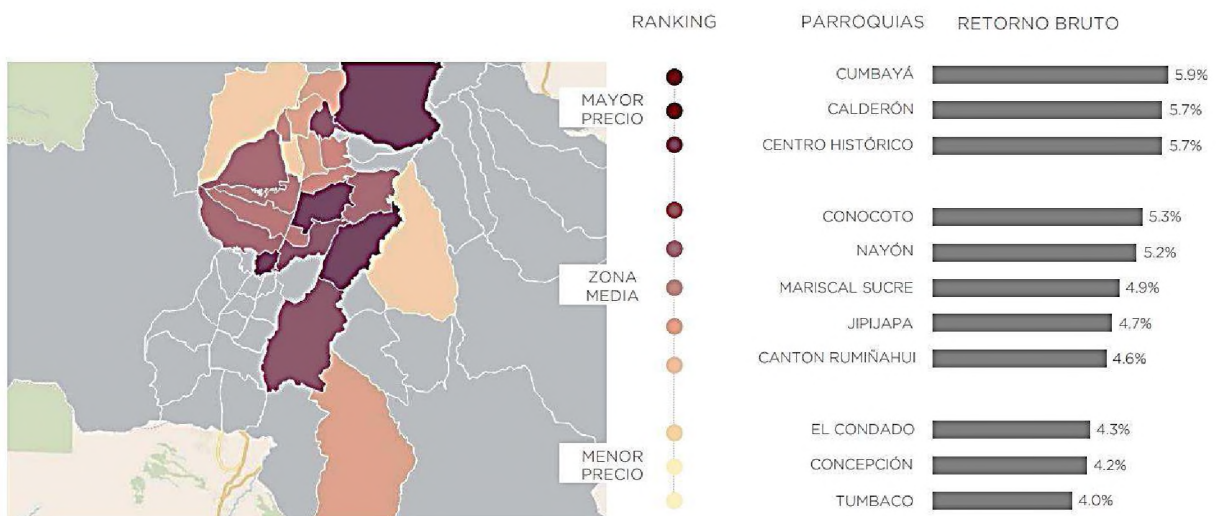 RANKING PARROQUIAS RETORNO BRUTO
MAYOR
PRECIO
CUMBAYÁ 5.9%
CALDERÓN 5.7%
CENTRO HISTÓRICO 5.7%
ZONA
MEDIA
CONOCOTO 5.3%
NAYÓN 5.2%
MARISCAL SUCRE 4.9%
JIPIJAPA 4.7%
CANTON RUMIÑAHUI 4.6%
MENOR
PRECIO
EL CONDADO 4.3%
CONCEPCIÓN 4.2%
TUMBACO 4.0%